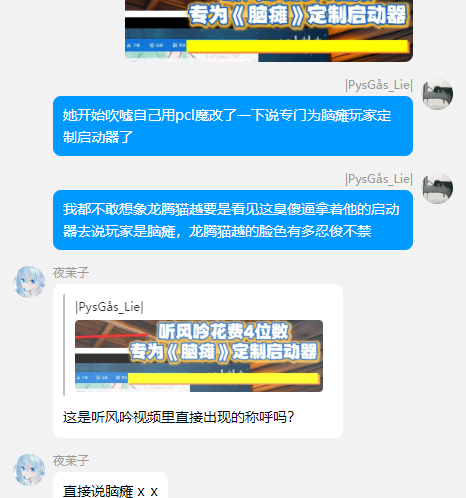 专为《脑瘫》定制启动器
|PysGås_Lie|
她开始吹嘘自己用pcl魔改了一下说专门为脑瘫玩家定
制启动器了
|PysGås_Lie|
我都不敢想象龙腾猫越要是看见这臭傻逼拿着他的启动
器去说玩家是脑瘫，龙腾猫越的脸色有多忍俊不禁
夜茉子
|PysGås_Lie|
听风吟花费4位数
专为《脑瘫》定制启动器
这是听风吟视频里直接出现的称呼吗？
夜茉子
直接说脑瘫 x x